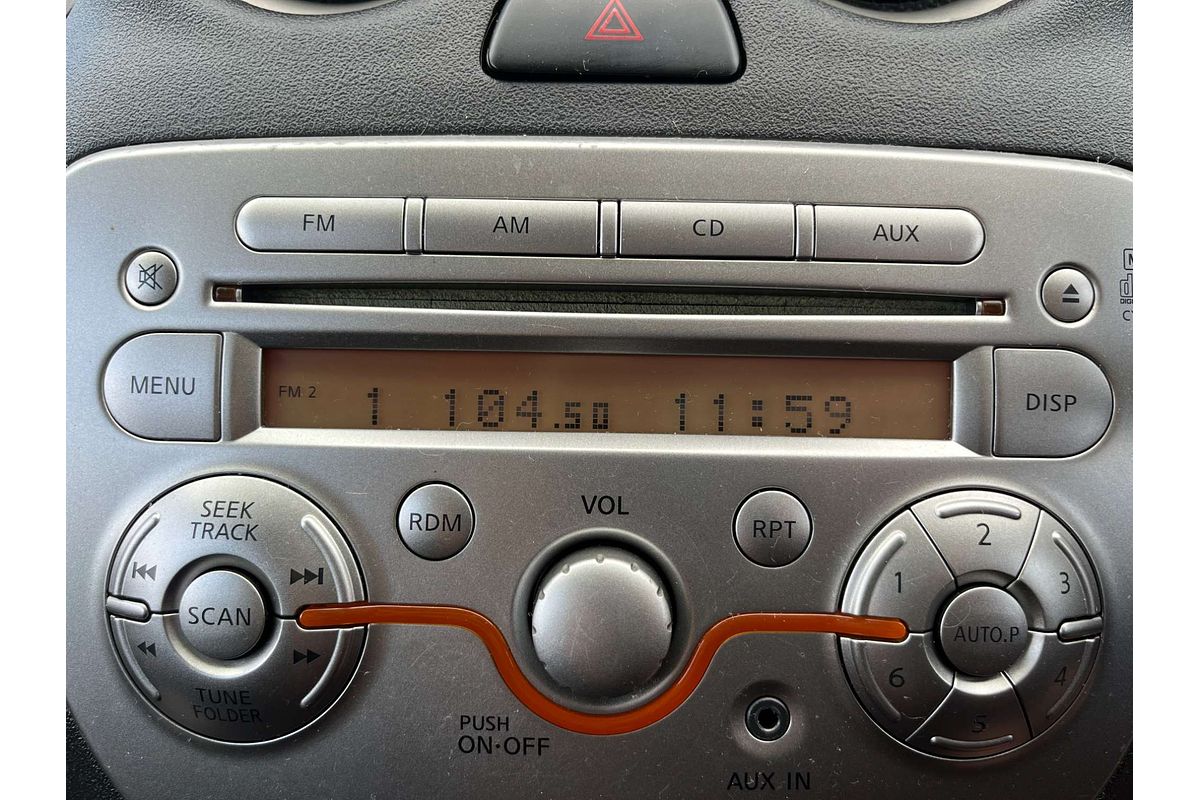 FM AM CD AUX
MENU
FM 2 1 104.50 11:59
DISP
SEEK
TRACK
SCAN
TUNE
FOLDER
RDM
VOL
RPT
PUSH
ON·OFF
AUX IN
1 2 3
AUTO.P
6 5 4